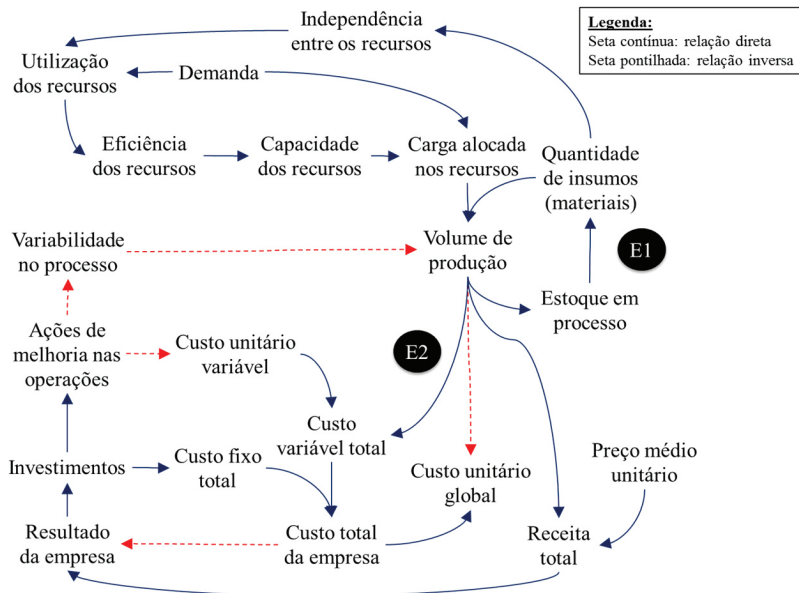 Independência
entre os recursos
Legenda:
Seta contínua: relação direta
Seta pontilhada: relação inversa
Utilização
dos recursos
Demanda
Eficiência
dos recursos
Capacidade
dos recursos
Carga alocada
nos recursos
Quantidade
de insumos
(materiais)
Variabilidade
no processo
Volume de
produção
E1
Estoque em
processo
Ações de
melhoria nas
operações
Custo unitário
variável
E2
Custo
variável total
Investimentos
Custo fixo
total
Custo unitário
global
Preço médio
unitário
Resultado
da empresa
Custo total
da empresa
Receita
total